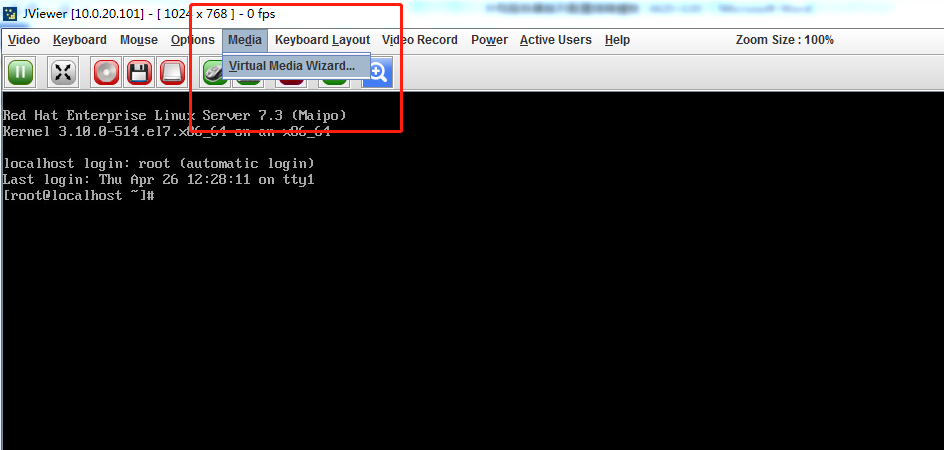 JViewer [10.0.20.101] - [ 1024 x 768 ] - 0 fps
Video Keyboard Mouse Options Media Keyboard Layout Video Record Power Active Users Help Zoom Size : 100%
Virtual Media Wizard...
Red Hat Enterprise Linux Server 7.3 (Maipo)
Kernel 3.10.0-514.el7.x86_64 on an x86_64
localhost login: root (automatic login)
Last login: Thu Apr 26 12:28:11 on tty1
[root@localhost ~]#